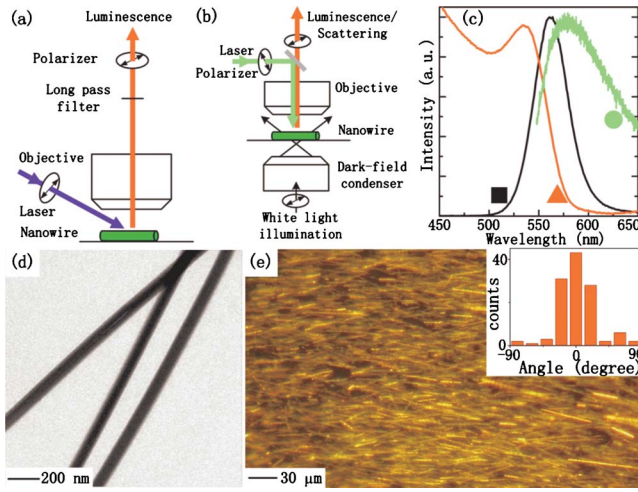 (a)
Luminescence
Polarizer
Long pass
filter
Objective
Laser
Nanowire
(b)
Luminescence/
Scattering
Laser
Polarizer
Objective
Nanowire
Dark-field
condenser
White light
illumination
(c)
Intensity (a.u.)
450 500 550 600 650
Wavelength (nm)
(d)
200 nm
(e)
30 μm
counts
40
0
-90 0 90
Angle (degree)